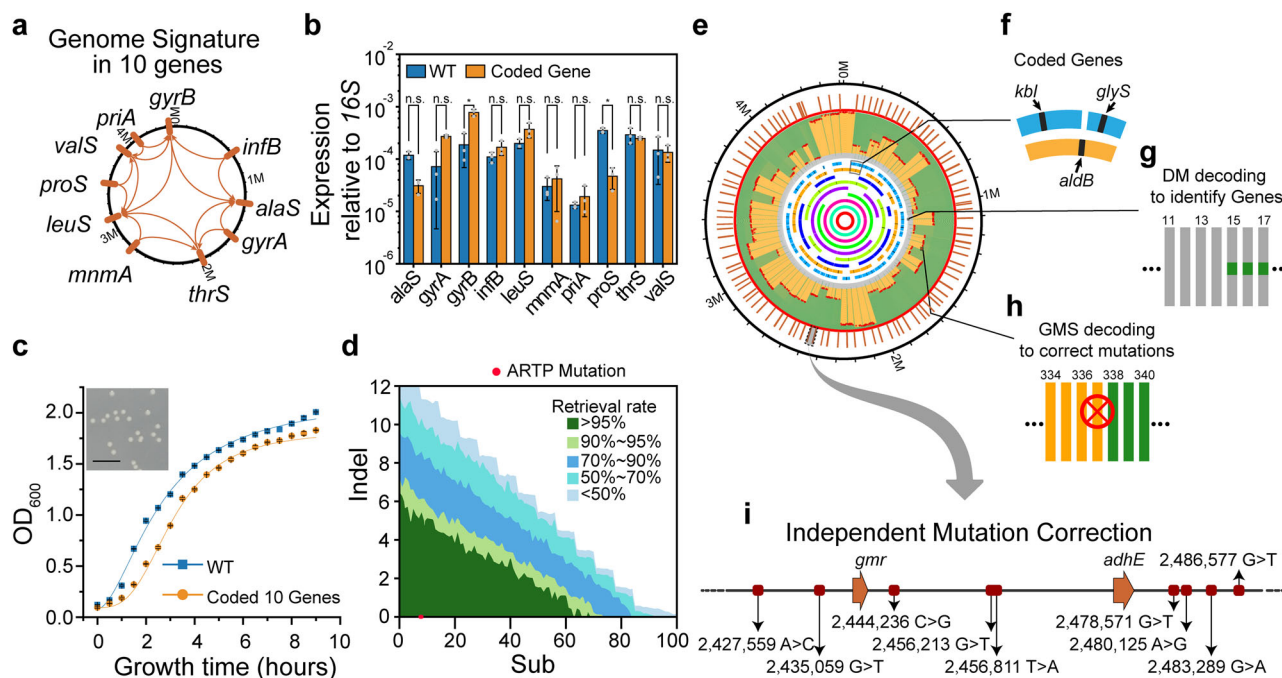 a
Genome Signature
in 10 genes
gyrB
priA
0M
4M
valS
infB
proS
1M
leuS
alaS
3M
gyrA
mnmA
2M
thrS
b
WT
Coded Gene
Expression
relative to 16S
10-2
10-3
10-4
10-5
10-6
n.s.
n.s.
*
n.s.
n.s.
n.s.
n.s.
*
n.s.
n.s.
alaS
gyrA
gyrB
infB
leuS
mnmA
priA
proS
thrS
valS
c
OD600
2.0
1.5
1.0
0.5
0.0
WT
Coded 10 Genes
0 2 4 6 8 10
Growth time (hours)
d
ARTP Mutation
Retrieval rate
>95%
90%~95%
70%~90%
50%~70%
<50%
Indel
12
10
8
6
4
2
0
0 20 40 60 80 100
Sub
e
0M
1M
2M
3M
4M
f
Coded Genes
kbl
glyS
aldB
g
DM decoding
to identify Genes
11 13 15 17
h
GMS decoding
to correct mutations
334 336 338 340
i
Independent Mutation Correction
gmr
adhE
2,486,577 G>T
2,444,236 C>G
2,478,571 G>T
2,427,559 A>C
2,456,213 G>T
2,480,125 A>G
2,435,059 G>T
2,456,811 T>A
2,483,289 G>A